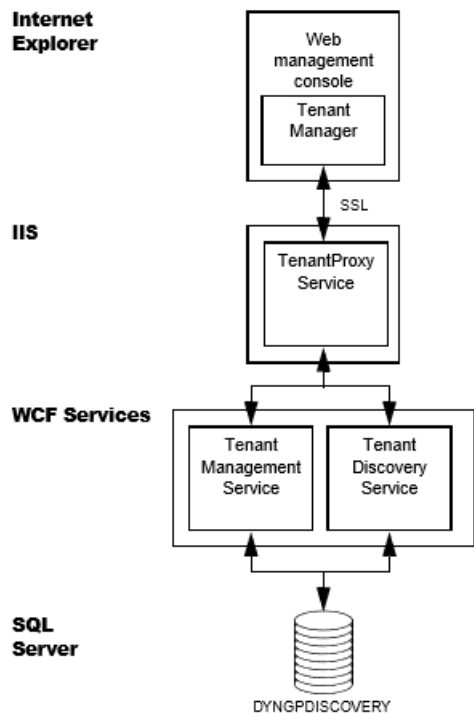 Internet
Explorer
Web
management
console
Tenant
Manager
SSL
IIS
TenantProxy
Service
WCF Services
Tenant
Management
Service
Tenant
Discovery
Service
SQL
Server
DYNGPDISCOVERY